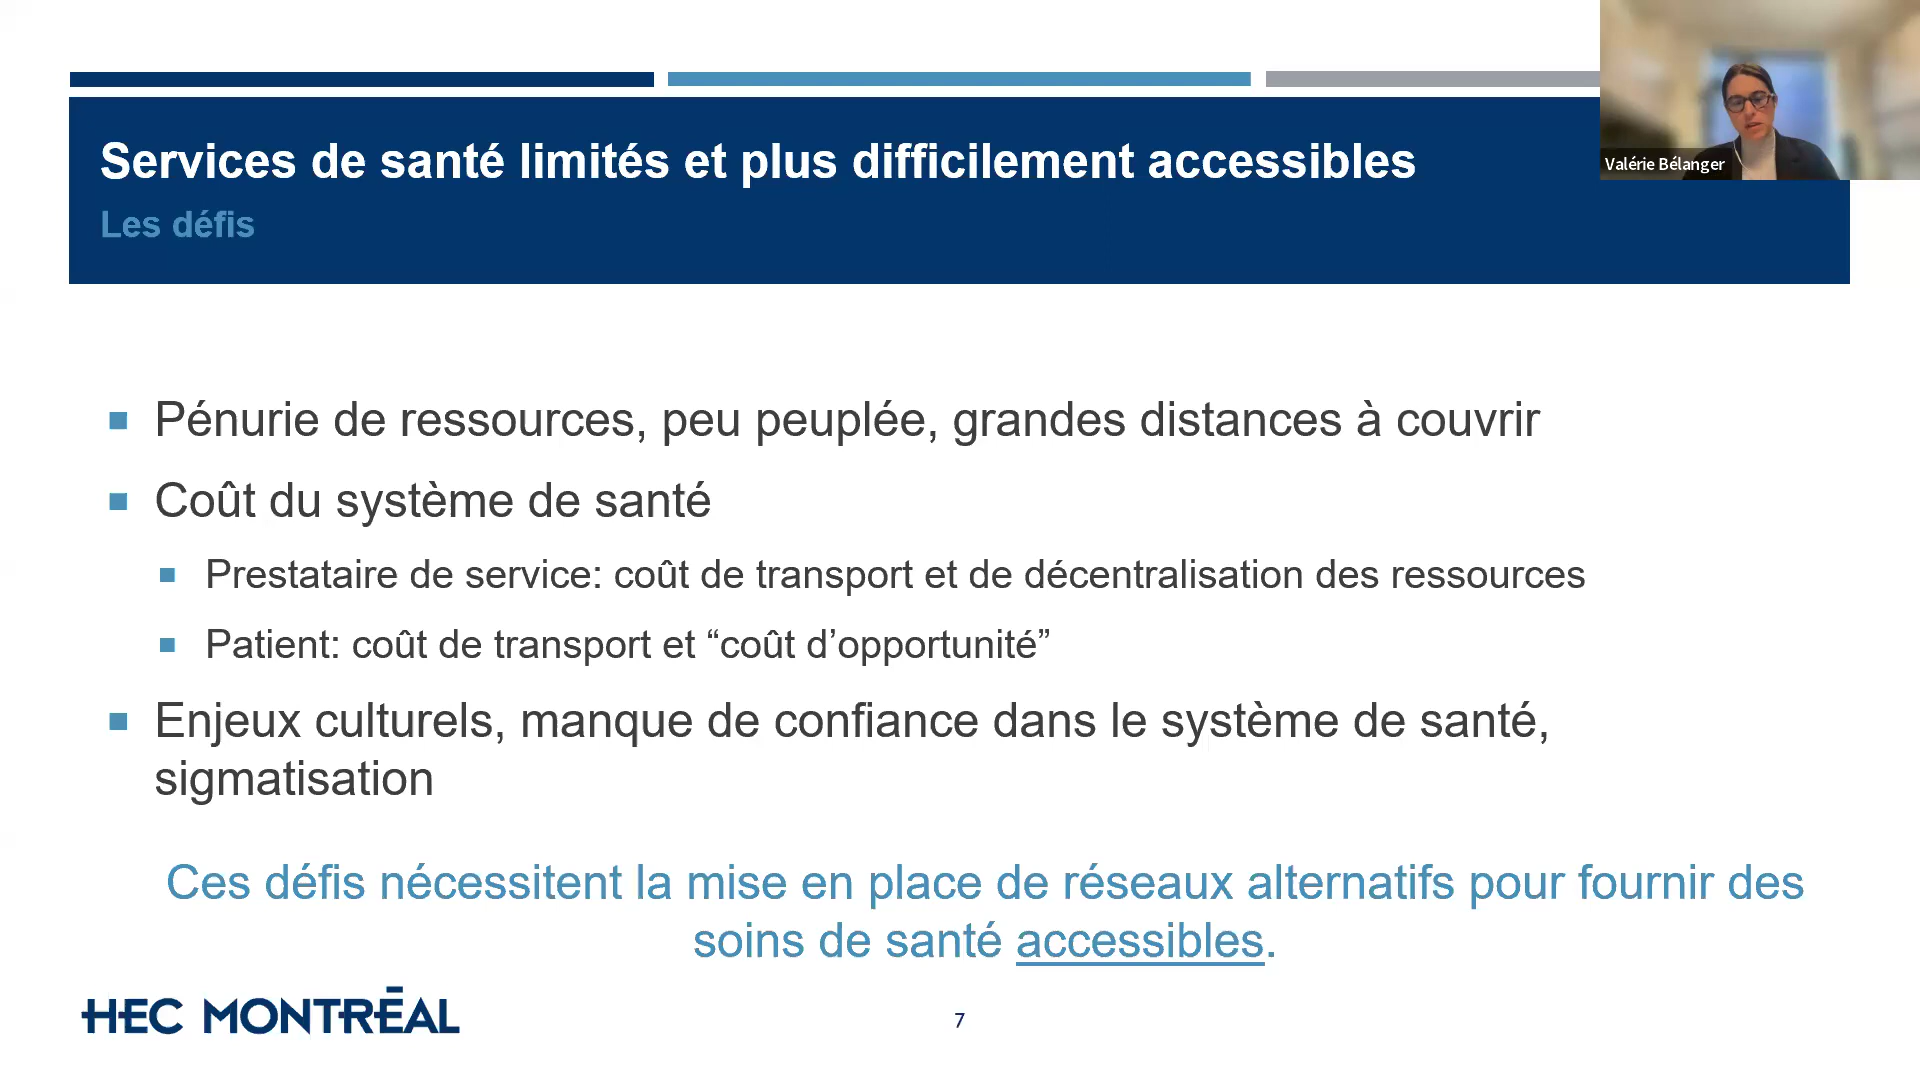 Services de santé limités et plus difficilement accessibles
Les défis
Valérie Bélanger
Pénurie de ressources, peu peuplée, grandes distances à couvrir
Coût du système de santé
Prestataire de service: coût de transport et de décentralisation des ressources
Patient: coût de transport et “coût d’opportunité”
Enjeux culturels, manque de confiance dans le système de santé,
sigmatisation
Ces défis nécessitent la mise en place de réseaux alternatifs pour fournir des
soins de santé accessibles.
HEC MONTRÉAL
7